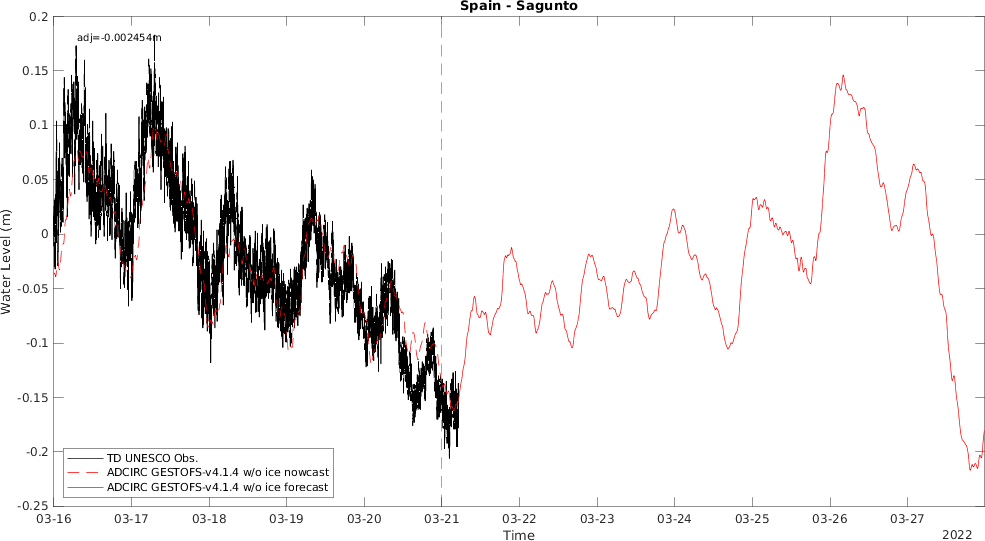 Spain - Sagunto
adj=-0.002454m
0.2
0.15
0.1
0.05
0
-0.05
-0.1
-0.15
-0.2
-0.25
Water Level (m)
TD UNESCO Obs.
ADCIRC GESTOFS-v4.1.4 w/o ice nowcast
ADCIRC GESTOFS-v4.1.4 w/o ice forecast
03-16 03-17 03-18 03-19 03-20 03-21 03-22 03-23 03-24 03-25 03-26 03-27
Time
2022